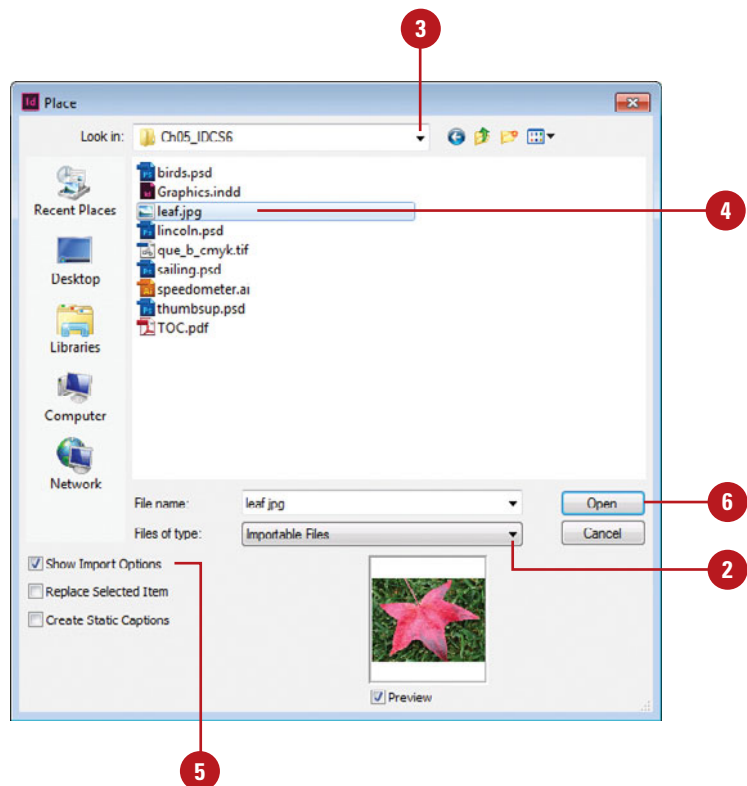 3
Id Place
Look in: Ch05_IDCS6
Recent Places
Desktop
Libraries
Computer
Network
birds.psd
Graphics.indd
leaf.jpg
4
lincoln.psd
que_b_cmyk.tif
sailing.psd
speedometer.ai
thumbsup.psd
TOC.pdf
File name: leaf.jpg Open 6
Files of type: Importable Files Cancel
2
Show Import Options
5
Replace Selected Item
Create Static Captions
Preview